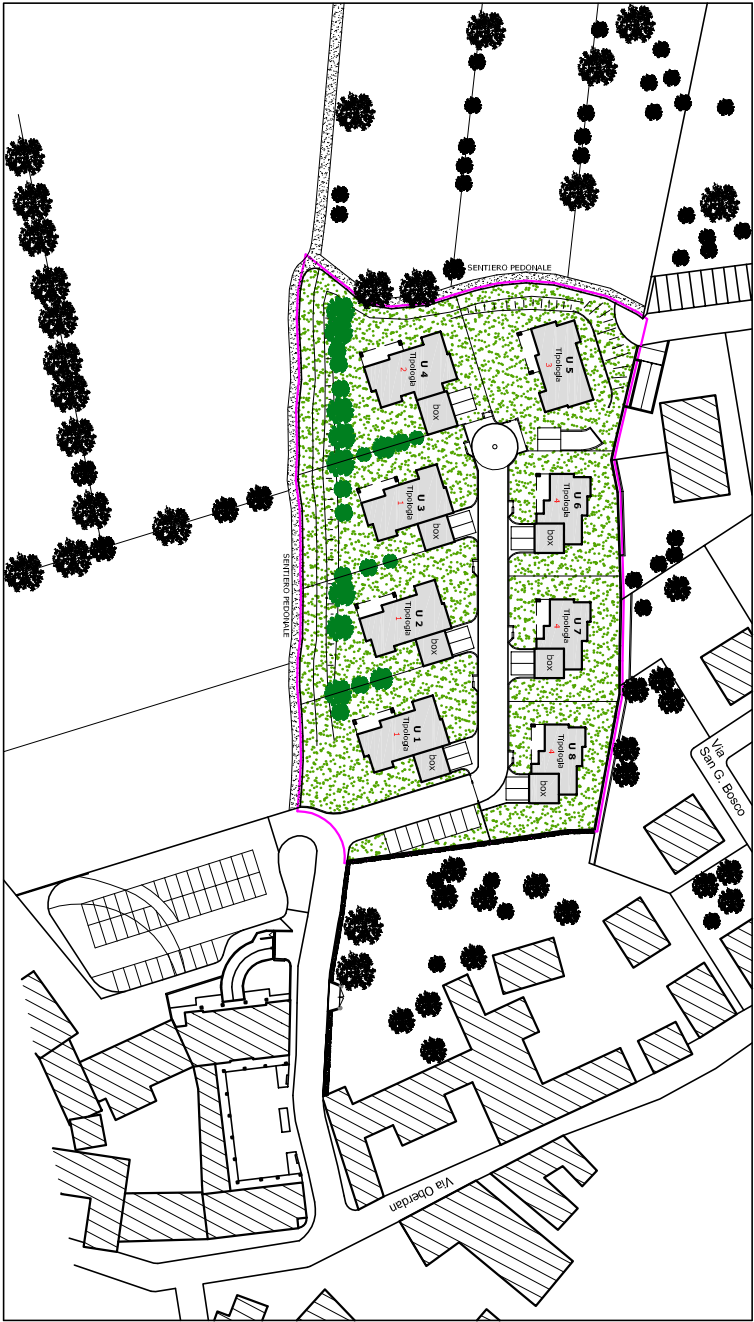 SENTIERO PEDONALE
U 5
Tipologia
3
U 4
Tipologia
2
box
U 6
Tipologia
4
box
U 3
Tipologia
1
box
SENTIERO PEDONALE
U 7
Tipologia
4
box
U 2
Tipologia
1
box
U 8
Tipologia
4
box
U 1
Tipologia
1
box
Via
San G. Bosco
Via Oberdan